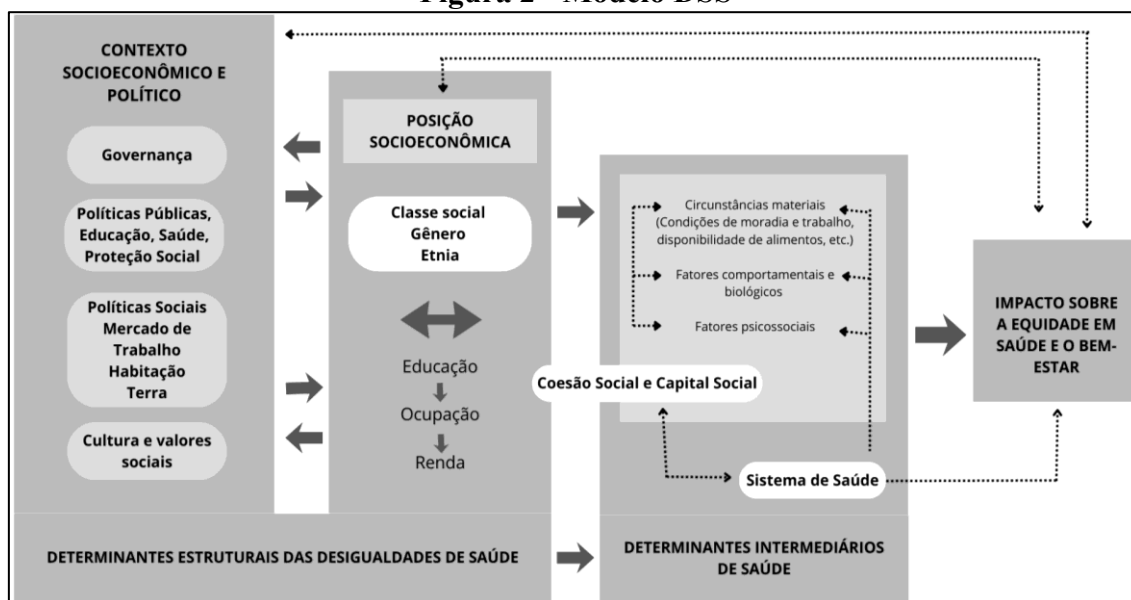 Figura 2 - Modelo DSS
CONTEXTO
SOCIOECONÔMICO E
POLÍTICO
Governança
Políticas Públicas,
Educação, Saúde,
Proteção Social
Políticas Sociais
Mercado de
Trabalho
Habitação
Terra
Cultura e valores
sociais
POSIÇÃO
SOCIOECONÔMICA
Classe social
Gênero
Etnia
Educação
Ocupação
Renda
Circunstâncias materiais
(Condições de moradia e trabalho,
disponibilidade de alimentos, etc.)
Fatores comportamentais e
biológicos
Fatores psicossociais
Coesão Social e Capital Social
Sistema de Saúde
IMPACTO SOBRE
A EQUIDADE EM
SAÚDE E O BEM-
ESTAR
DETERMINANTES ESTRUTURAIS DAS DESIGUALDADES DE SAÚDE
DETERMINANTES INTERMEDIÁRIOS
DE SAÚDE